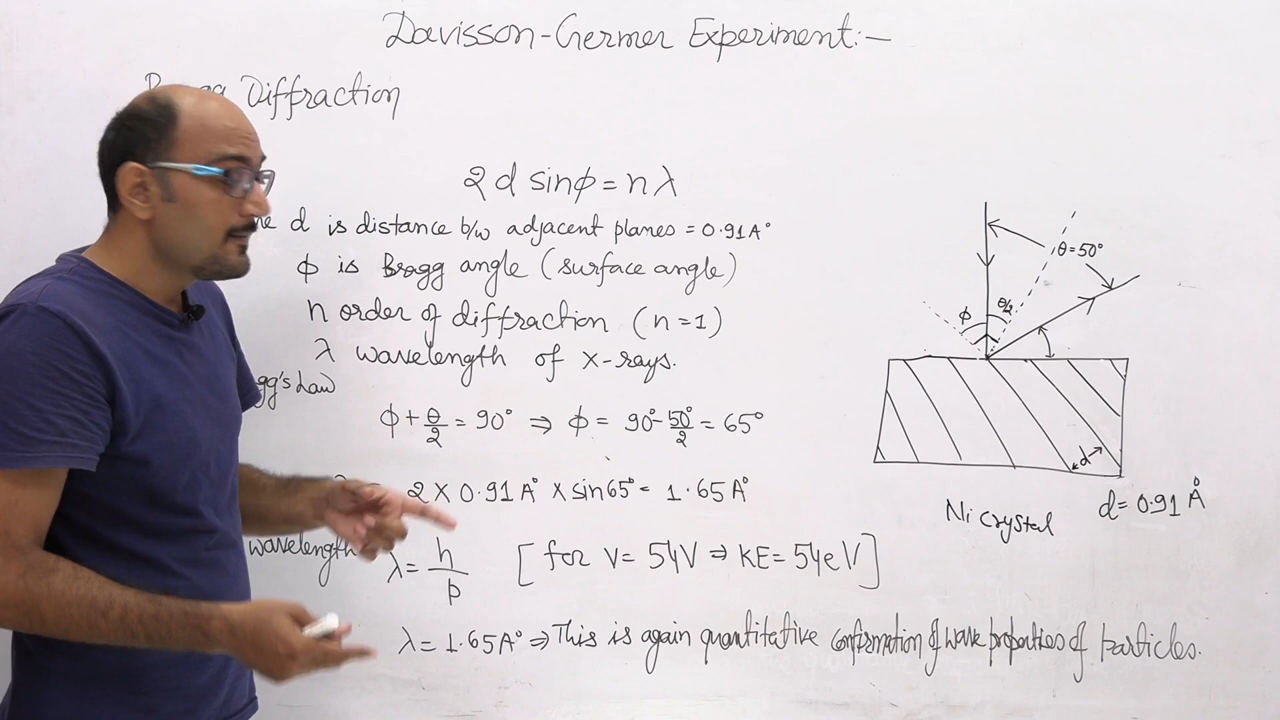 Davisson-Germer Experiment:-
Diffraction
2 d sinφ = nλ
d is distance b/w adjacent planes = 0.91A°
φ is Bragg angle (surface angle)
n order of diffraction (n=1)
λ wavelength of x-rays.
Law
φ + θ/2 = 90° ⇒ φ = 90° - 50°/2 = 65°
2 X 0.91A° X sin65° = 1.65A°
wavelength
λ = h/p [for V = 54V ⇒ KE = 54eV]
λ = 1.65A° ⇒ This is again quantitative confirmation of wave properties of particles.
θ = 50°
φ
θ/2
d
Ni crystal
d = 0.91 A°